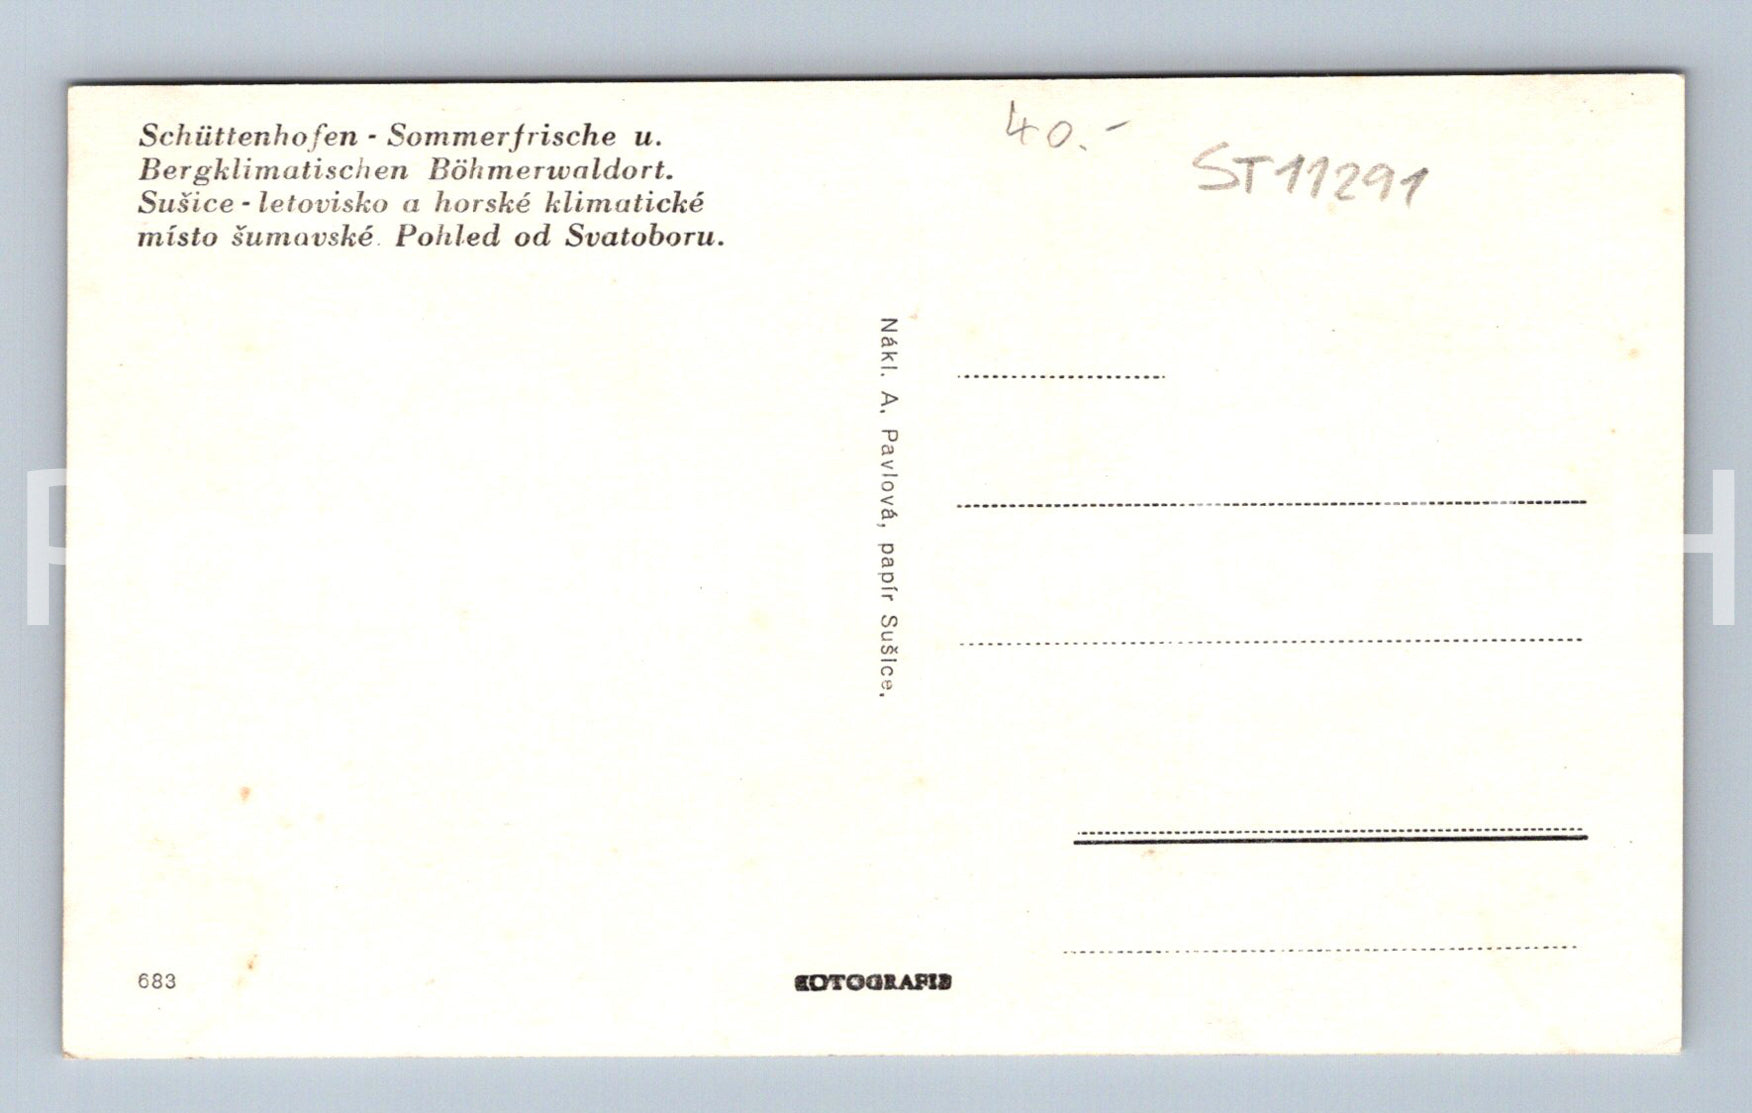 Schüttenhofen - Sommerfrische u.
Bergklimatischen Böhmerwaldort.
Sušice - letovisko a horské klimatické
místo šumavské. Pohled od Svatoboru.
40.-
ST11291
Nákl. A. Pavlová, papír Sušice.
683
FOTOGRAFIE